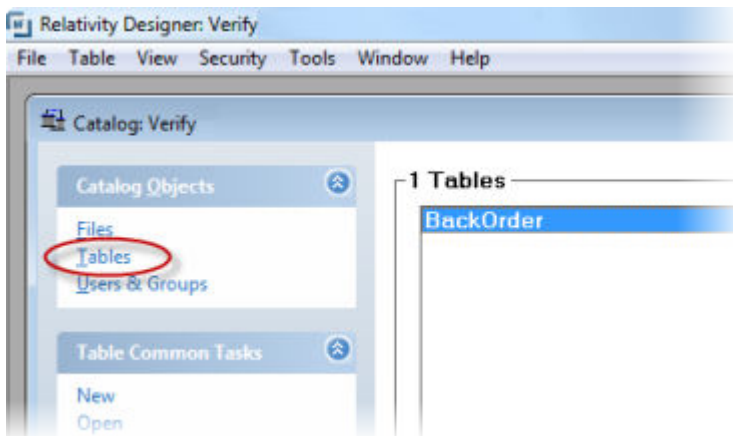 Relativity Designer: Verify
File Table View Security Tools Window Help
Catalog: Verify
Catalog Objects
Files
Tables
Users & Groups
Table Common Tasks
New
Open
1 Tables
BackOrder